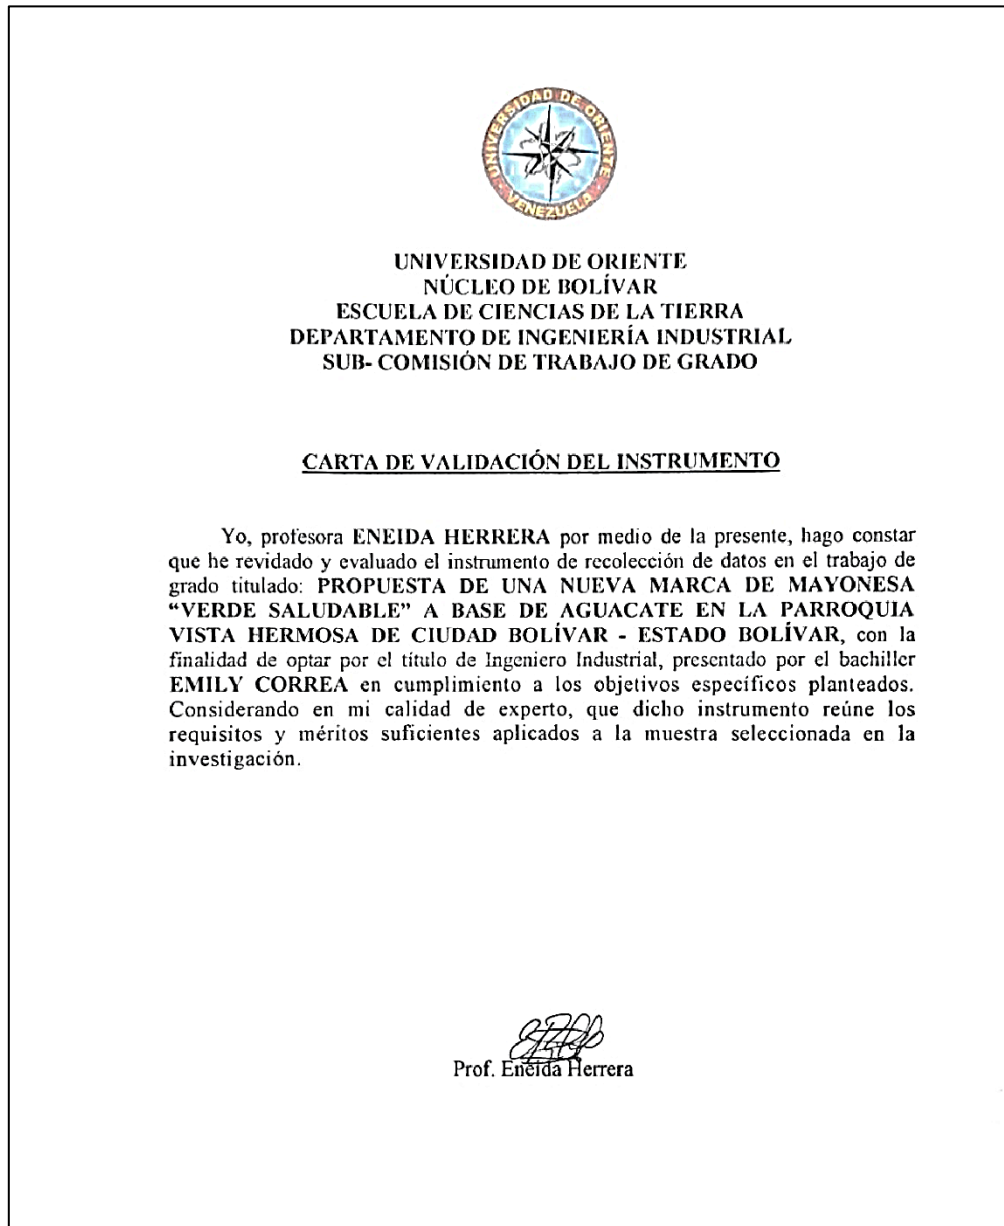 UNIVERSIDAD DE ORIENTE
VENEZUELA
UNIVERSIDAD DE ORIENTE
NÚCLEO DE BOLÍVAR
ESCUELA DE CIENCIAS DE LA TIERRA
DEPARTAMENTO DE INGENIERÍA INDUSTRIAL
SUB- COMISIÓN DE TRABAJO DE GRADO
CARTA DE VALIDACIÓN DEL INSTRUMENTO
Yo, profesora ENEIDA HERRERA por medio de la presente, hago constar
que he revidado y evaluado el instrumento de recolección de datos en el trabajo de
grado titulado: PROPUESTA DE UNA NUEVA MARCA DE MAYONESA
“VERDE SALUDABLE” A BASE DE AGUACATE EN LA PARROQUIA
VISTA HERMOSA DE CIUDAD BOLÍVAR - ESTADO BOLÍVAR, con la
finalidad de optar por el título de Ingeniero Industrial, presentado por el bachiller
EMILY CORREA en cumplimiento a los objetivos específicos planteados.
Considerando en mi calidad de experto, que dicho instrumento reúne los
requisitos y méritos suficientes aplicados a la muestra seleccionada en la
investigación.
Prof. Eneida Herrera